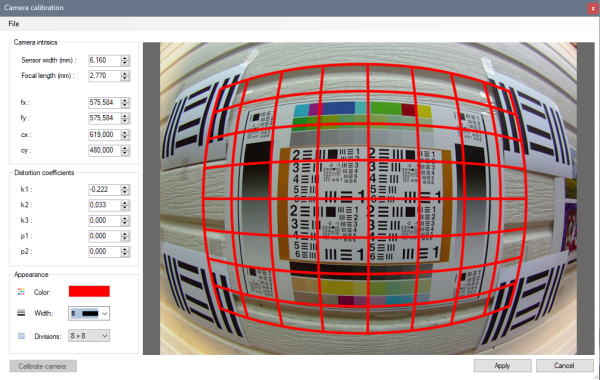 Camera calibration
File
Camera intrisics
Sensor width (mm) : 6,160
Focal length (mm) : 2,770
fx : 575,584
fy : 575,584
cx : 619,000
cy : 480,000
Distortion coefficients
k1 : -0,222
k2 : 0,033
k3 : 0,000
p1 : 0,000
p2 : 0,000
Appearance
Color:
Width: 8
Divisions: 8 × 8
Calibrate camera
Apply
Cancel